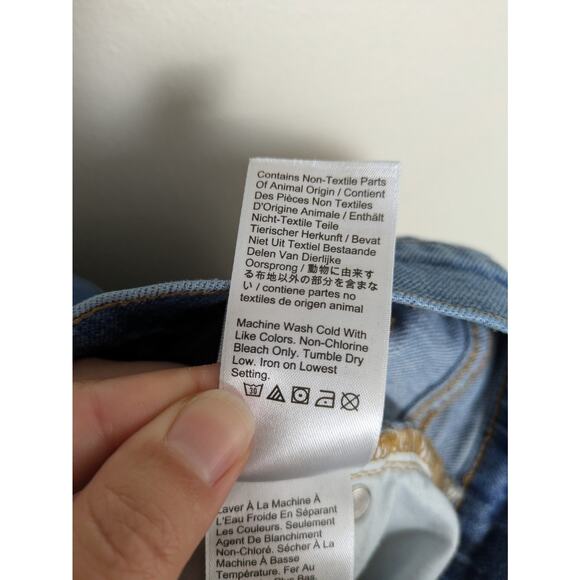 Contains Non-Textile Parts
Of Animal Origin / Contient
Des Pièces Non Textiles
D'Origine Animale / Enthält
Nicht-Textile Teile
Tierischer Herkunft / Bevat
Niet Uit Textiel Bestaande
Delen Van Dierlijke
Oorsprong / 動物に由来す
る布地以外の部分を含まな
い / contiene partes no
textiles de origen animal
Machine Wash Cold With
Like Colors. Non-Chlorine
Bleach Only. Tumble Dry
Low. Iron on Lowest
Setting.
30
Laver À La Machine À
L'Eau Froide En Séparant
Les Couleurs. Seulement
Agent De Blanchiment
Non-Chloré. Sécher À La
Machine À Basse
Température. Fer Au
Plus Bas.